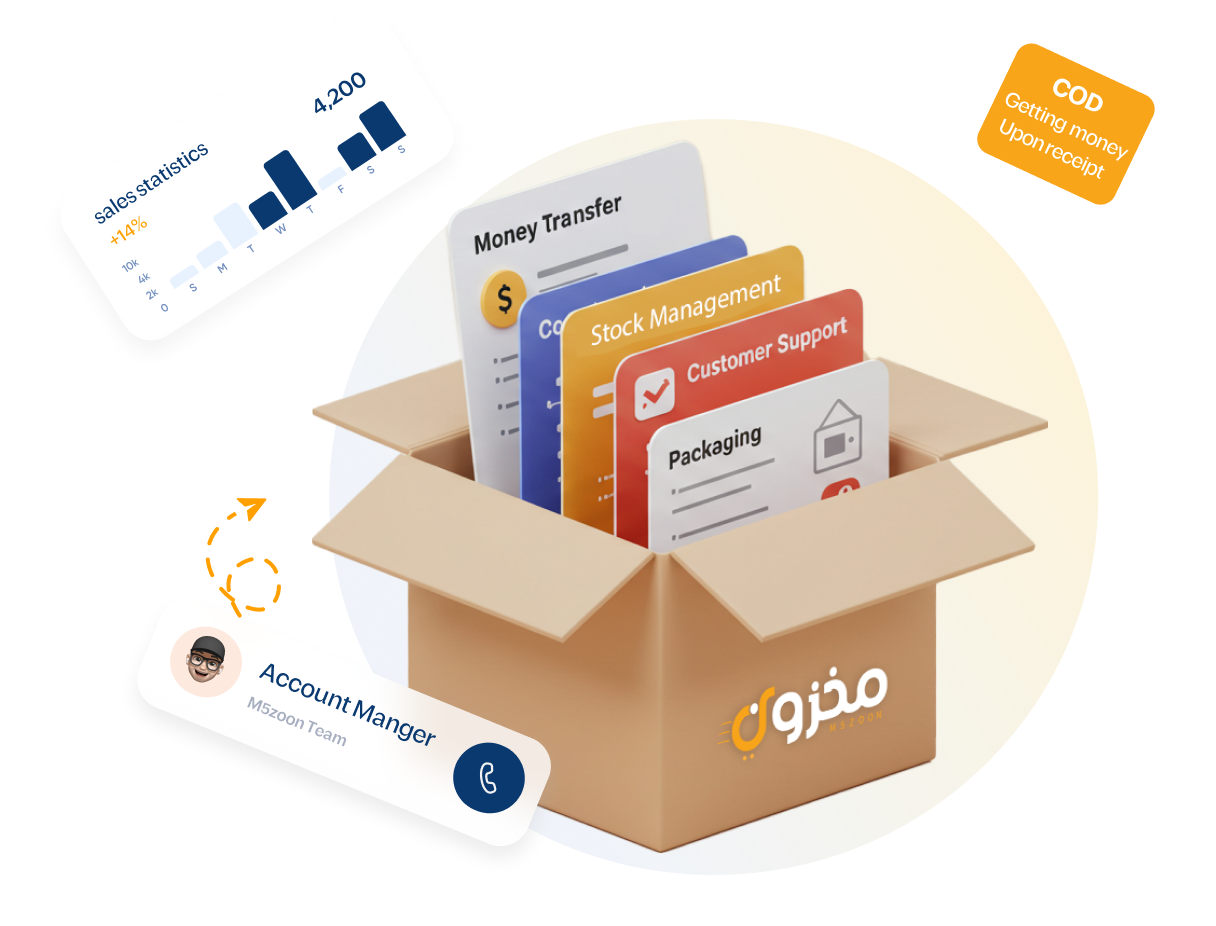 4,200
sales statistics
+14%
10k
4k
2k
0
S
M
T
W
T
F
S
S
COD
Getting money
Upon receipt
Money Transfer
$
Stock Management
Customer Support
Packaging
Account Manger
M5zoon Team
مخزون
M5ZOON